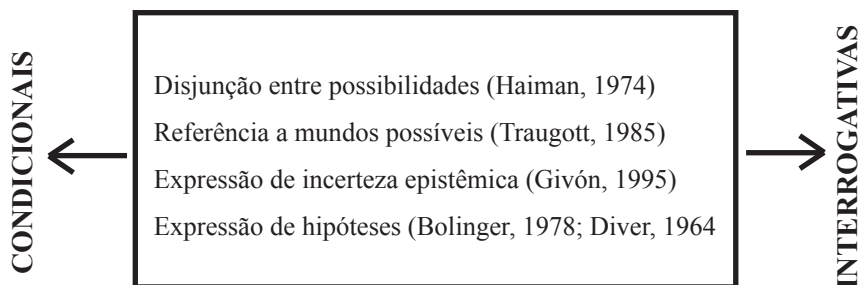 CONDICIONAIS
Disjunção entre possibilidades (Haiman, 1974)
Referência a mundos possíveis (Traugott, 1985)
Expressão de incerteza epistêmica (Givón, 1995)
Expressão de hipóteses (Bolinger, 1978; Diver, 1964
INTERROGATIVAS